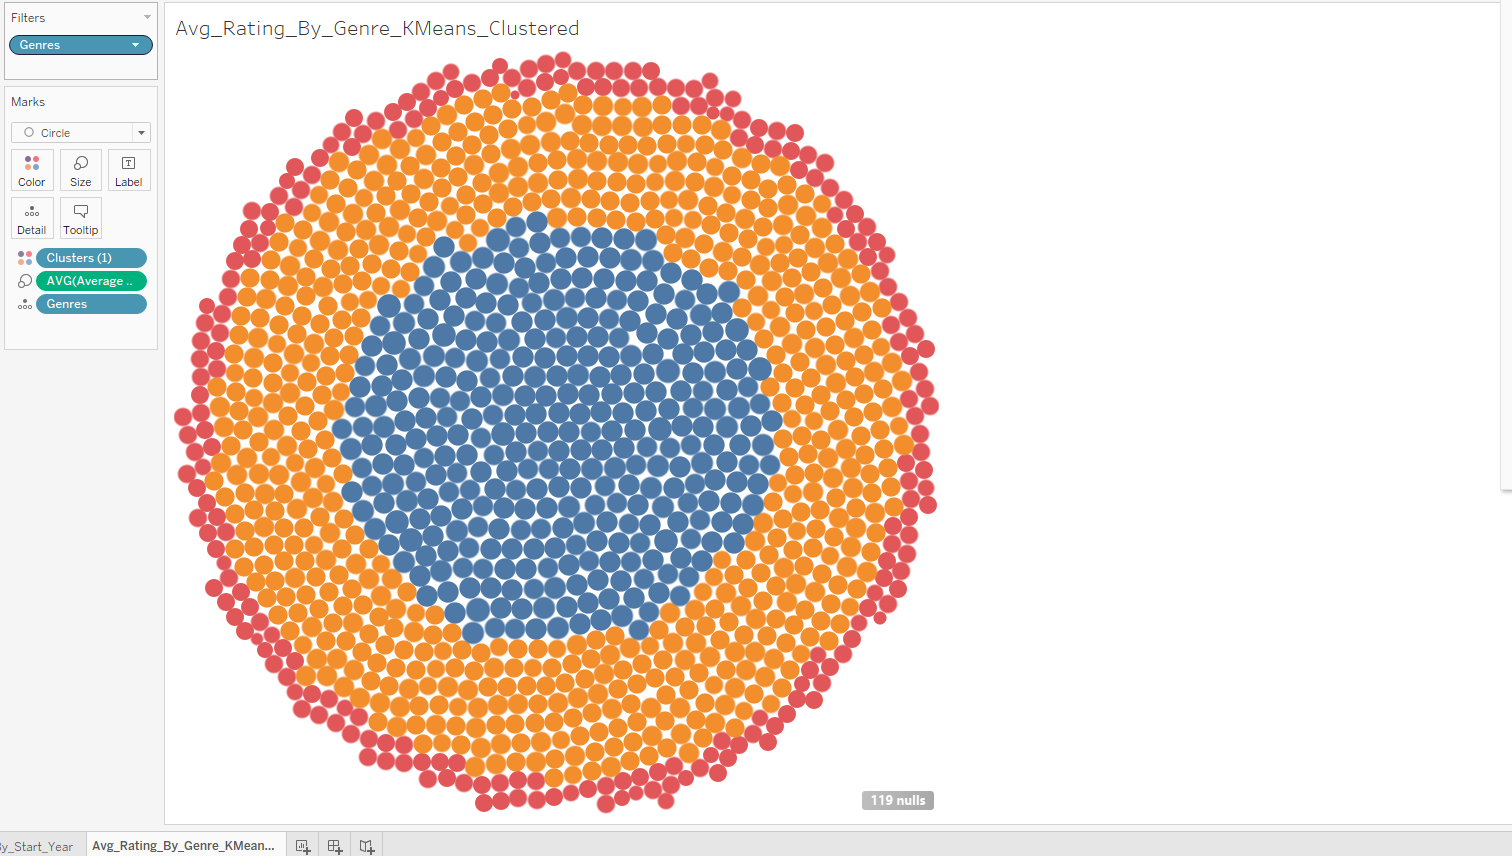 Filters
Genres
Marks
Circle
Color
Size
Label
Detail
Tooltip
Clusters (1)
AVG(Average ..
Genres
Avg_Rating_By_Genre_KMeans_Clustered
119 nulls
y_Start_Year
Avg_Rating_By_Genre_KMean...